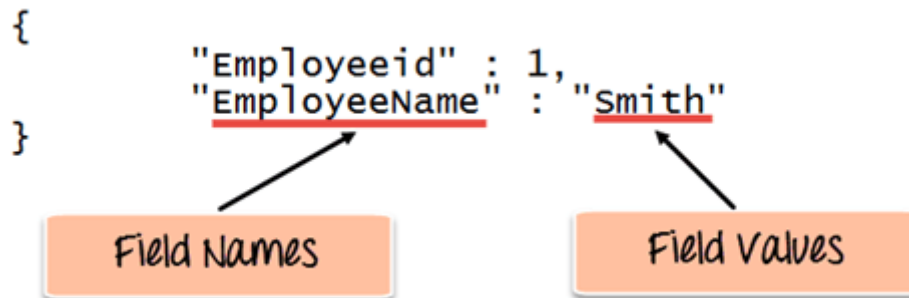 {
"Employeeid" : 1,
"EmployeeName" : "Smith"
}
Field Names
Field Values